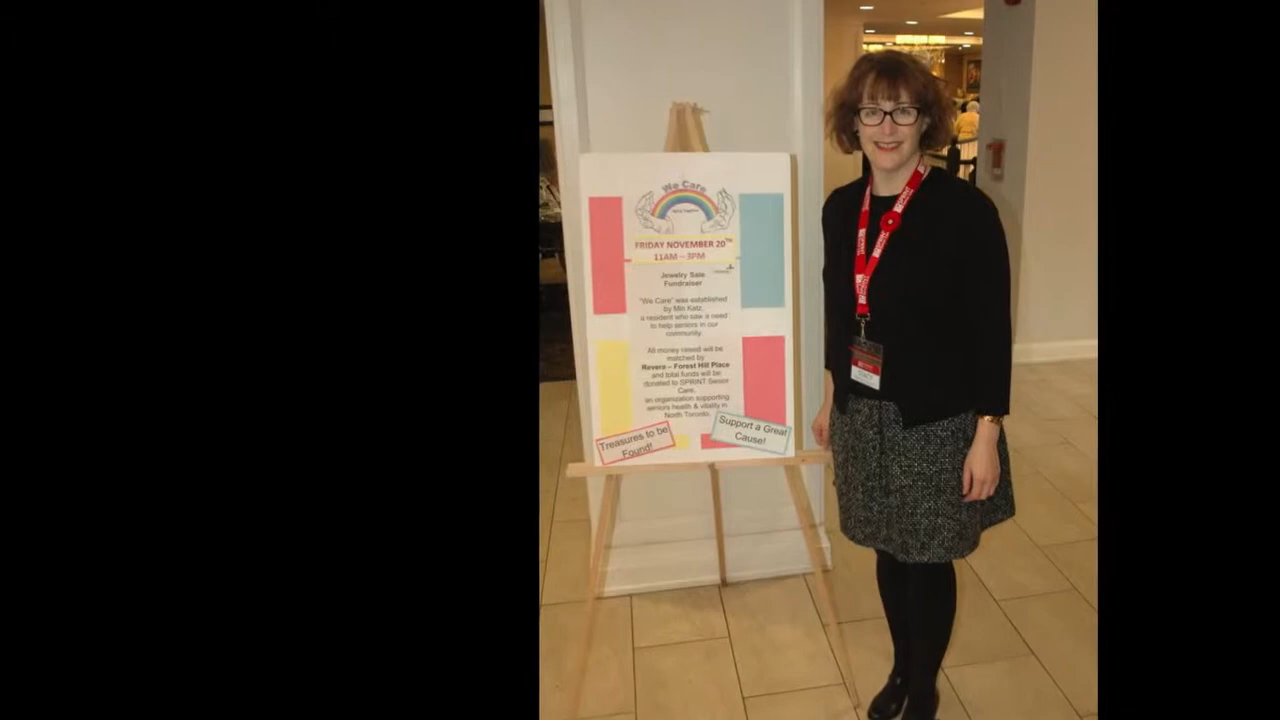 We Care
FRIDAY NOVEMBER 20TH
11AM – 3PM
Jewelry Sale
Fundraiser
"We Care" was established
by Min Katz,
a resident who saw a need
to help seniors in our
community.
All money raised will be
matched by
Revera – Forest Hill Place
and total funds will be
donated to SPRINT Senior
Care,
an organization supporting
seniors health & vitality in
North Toronto.
Treasures to be
Found!
Support a Great
Cause!
SPRINT